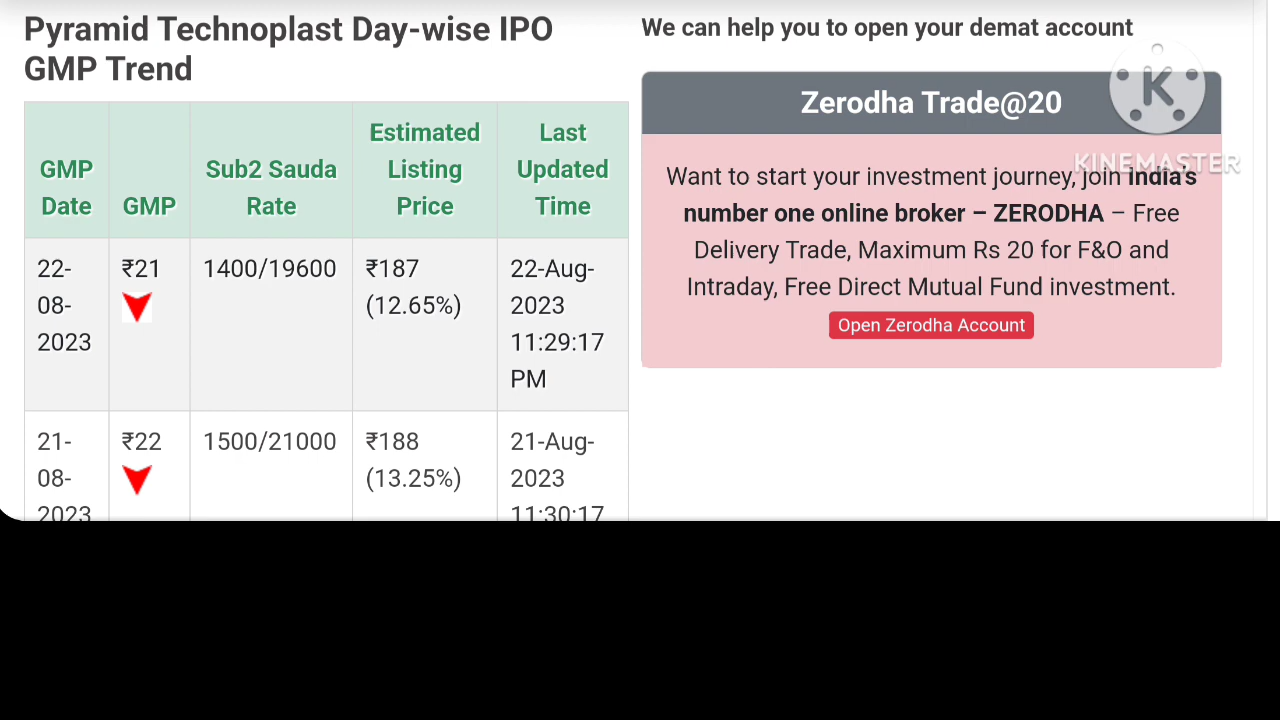 Pyramid Technoplast Day-wise IPO
GMP Trend
GMP
Date
GMP
Sub2 Sauda
Rate
Estimated
Listing
Price
Last
Updated
Time
22-
08-
2023
₹21
1400/19600
₹187
(12.65%)
22-Aug-
2023
11:29:17
PM
21-
08-
2023
₹22
1500/21000
₹188
(13.25%)
21-Aug-
2023
11:30:17
We can help you to open your demat account
Zerodha Trade@20
Want to start your investment journey, join India's
number one online broker – ZERODHA – Free
Delivery Trade, Maximum Rs 20 for F&O and
Intraday, Free Direct Mutual Fund investment.
Open Zerodha Account
K
KINEMASTER